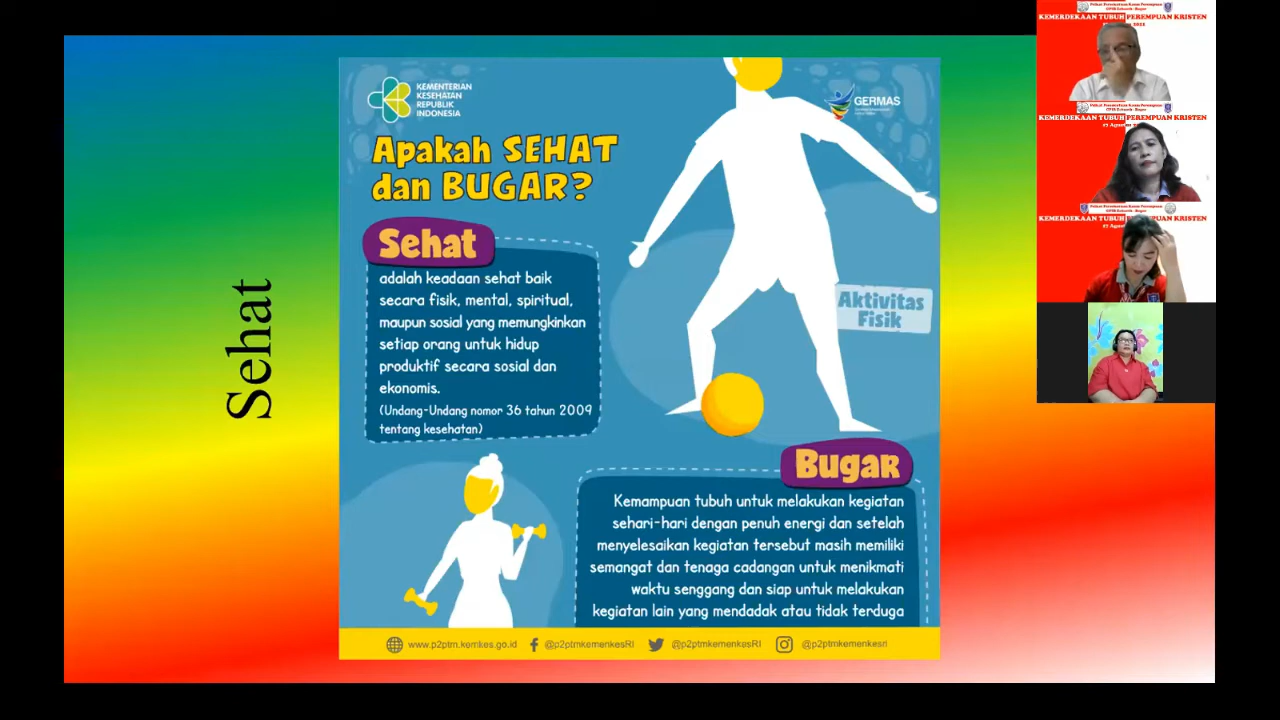 Sehat
KEMENTERIAN
KESEHATAN
REPUBLIK
INDONESIA
GERMAS
Apakah SEHAT
dan BUGAR?
Sehat
adalah keadaan sehat baik
secara fisik, mental, spiritual,
maupun sosial yang memungkinkan
setiap orang untuk hidup
produktif secara sosial dan
ekonomis.
(Undang-Undang nomor 36 tahun 2009
tentang kesehatan)
Aktivitas
Fisik
Bugar
Kemampuan tubuh untuk melakukan kegiatan
sehari-hari dengan penuh energi dan setelah
menyelesaikan kegiatan tersebut masih memiliki
semangat dan tenaga cadangan untuk menikmati
waktu senggang dan siap untuk melakukan
kegiatan lain yang mendadak atau tidak terduga
www.p2ptm.kemkes.go.id
@p2ptmkemenkesRI
@p2ptmkemenkesRI
@p2ptmkemenkesri
KEMERDEKAAN TUBUH PEREMPUAN KRISTEN
KEMERDEKAAN TUBUH PEREMPUAN KRISTEN
KEMERDEKAAN TUBUH PEREMPUAN KRISTEN